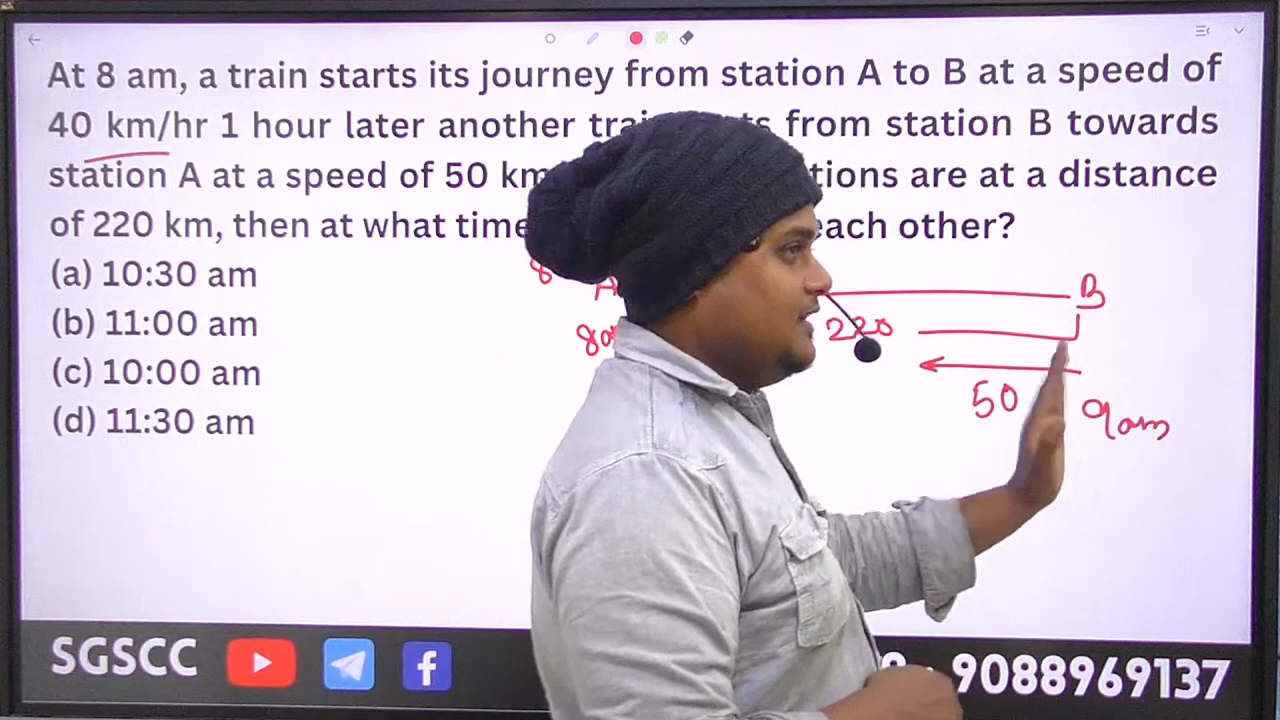 At 8 am, a train starts its journey from station A to B at a speed of
40 km/hr 1 hour later another from station B towards
station A at a speed of 50 are at a distance
of 220 km, then at what time each other?
(a) 10:30 am
(b) 11:00 am
(c) 10:00 am
(d) 11:30 am
B
220
50
9am
SGSCC
9088969137